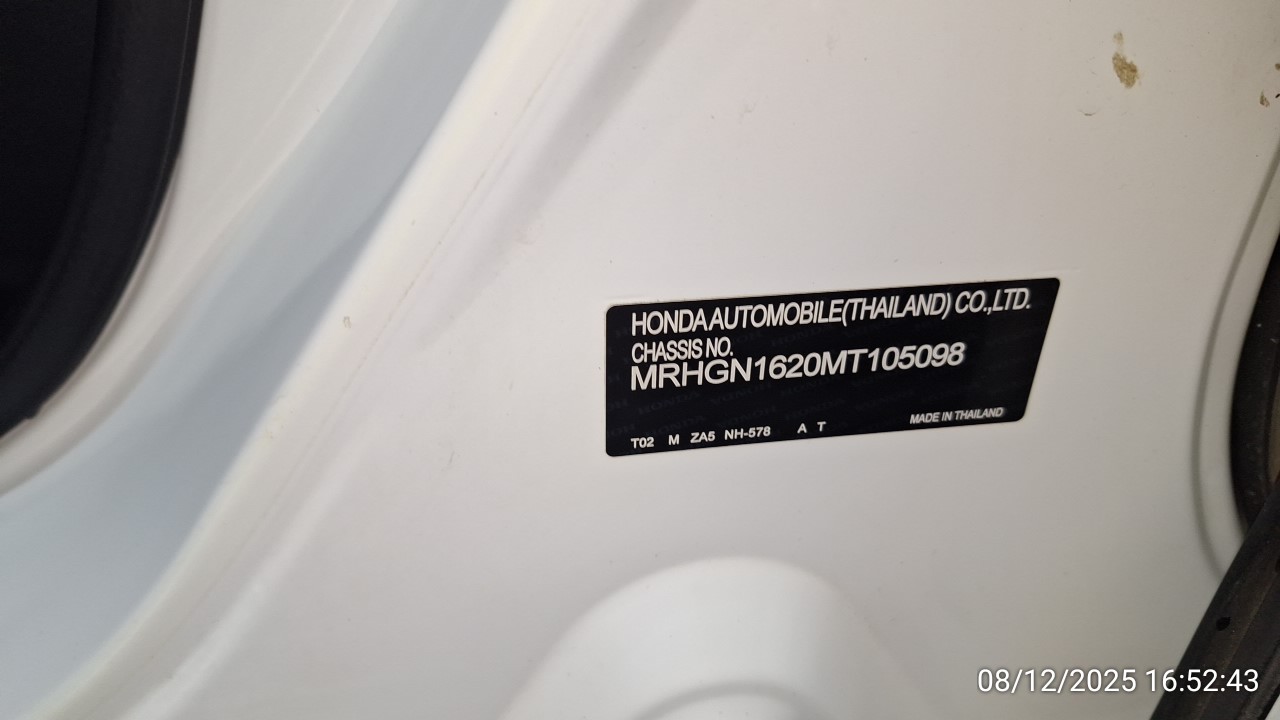 HONDA AUTOMOBILE(THAILAND) CO.,LTD.
CHASSIS NO.
MRHGN1620MT105098
MADE IN THAILAND
T02 M ZA5 NH-578 A T
08/12/2025 16:52:43